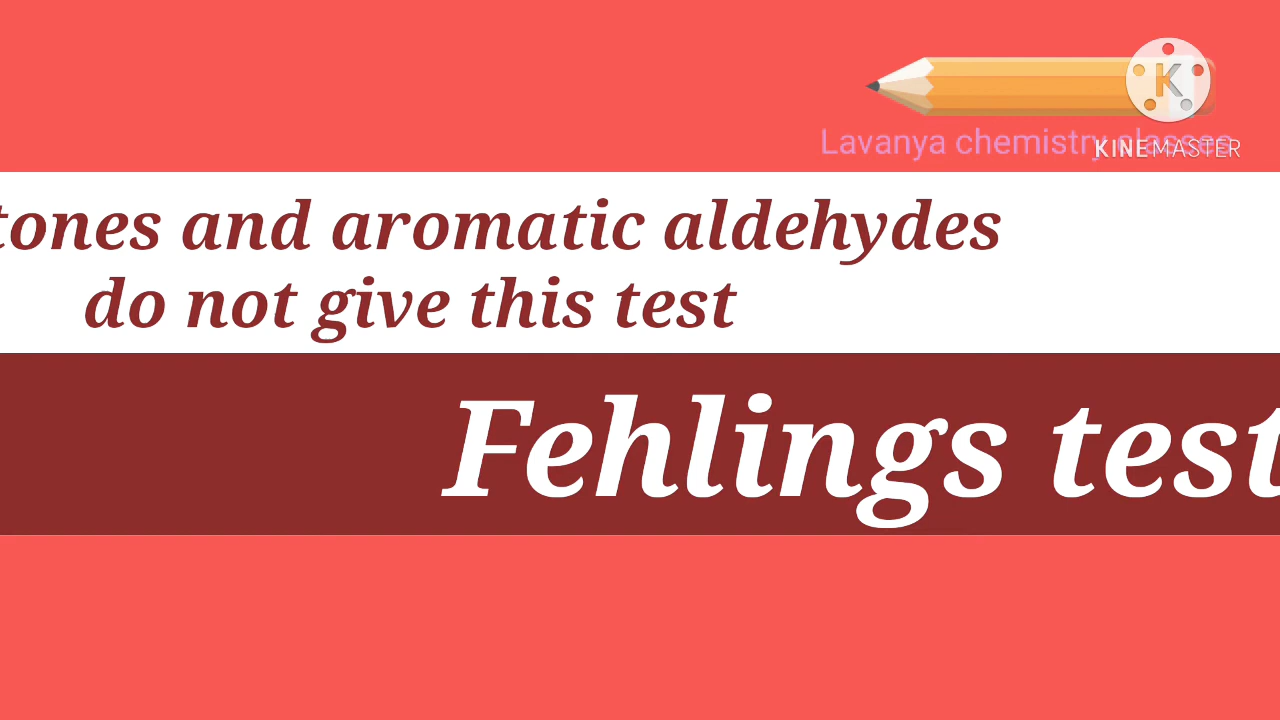 Lavanya chemistry classes
KINEMASTER
tones and aromatic aldehydes
do not give this test
Fehlings test